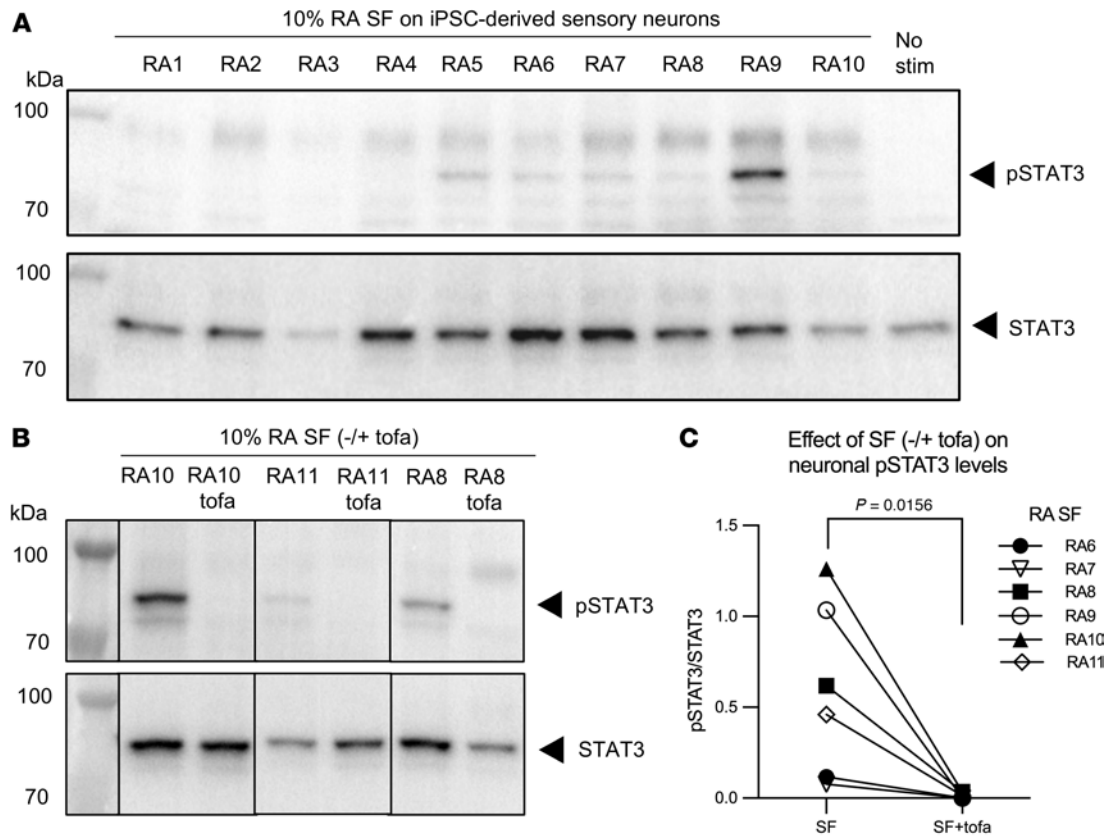 A
10% RA SF on iPSC-derived sensory neurons
RA1 RA2 RA3 RA4 RA5 RA6 RA7 RA8 RA9 RA10 No stim
kDa
100
70
pSTAT3
100
70
STAT3
B
10% RA SF (-/+ tofa)
RA10 RA10 tofa RA11 RA11 tofa RA8 RA8 tofa
kDa
100
70
pSTAT3
100
70
STAT3
C
Effect of SF (-/+ tofa) on
neuronal pSTAT3 levels
P = 0.0156
1.5
1.0
0.5
0.0
pSTAT3/STAT3
SF SF+tofa
RA SF
RA6
RA7
RA8
RA9
RA10
RA11